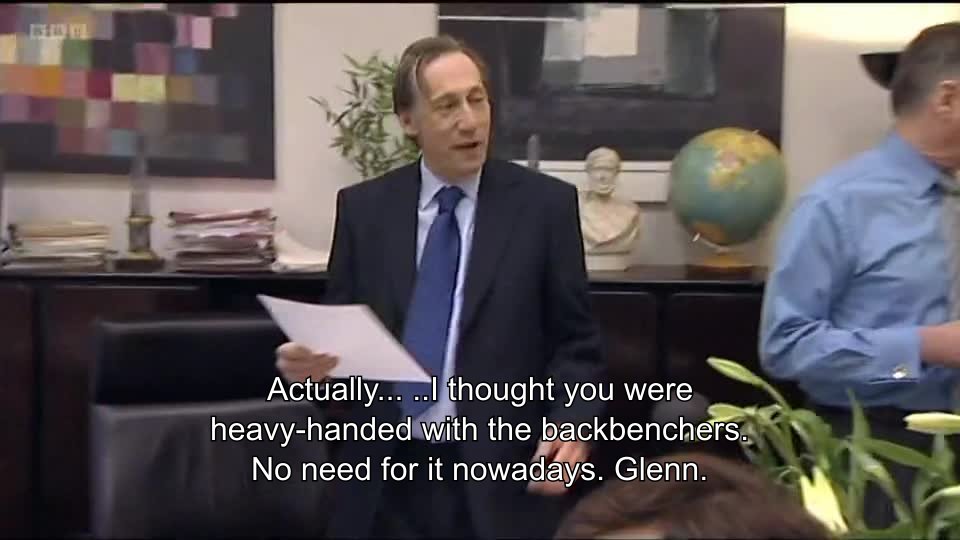 Actually... ..I thought you were
heavy-handed with the backbenchers.
No need for it nowadays. Glenn.